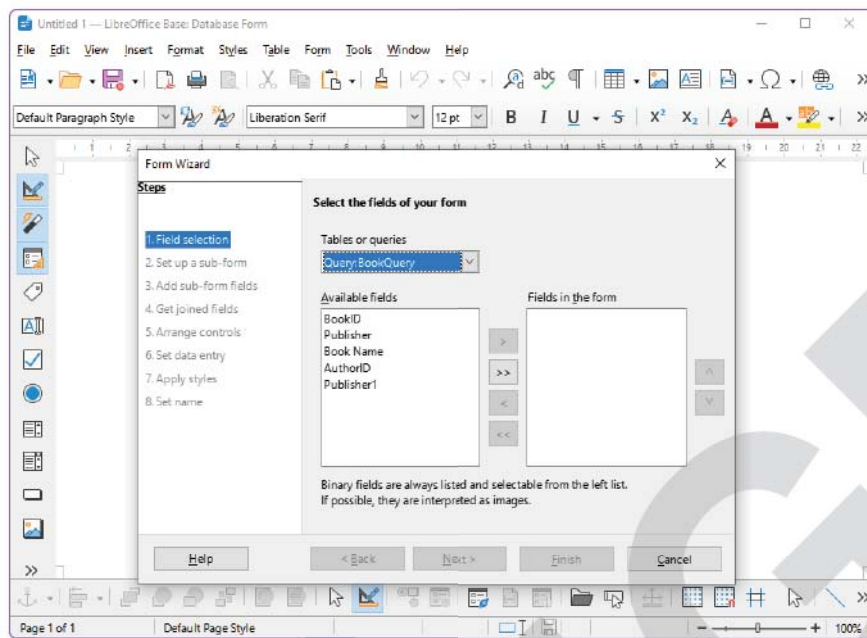 Untitled 1 — LibreOffice Base: Database Form
File Edit View Insert Format Styles Table Form Tools Window Help
Default Paragraph Style Liberation Serif 12 pt B I U S X² X₂ A A
Form Wizard
Steps
1. Field selection
2. Set up a sub-form
3. Add sub-form fields
4. Get joined fields
5. Arrange controls
6. Set data entry
7. Apply styles
8. Set name
Select the fields of your form
Tables or queries
Query:BookQuery
Available fields
BookID
Publisher
Book Name
AuthorID
Publisher1
>
>>
<
<<
Fields in the form
Binary fields are always listed and selectable from the left list.
If possible, they are interpreted as images.
Help < Back Next > Finish Cancel
Page 1 of 1 Default Page Style 100%